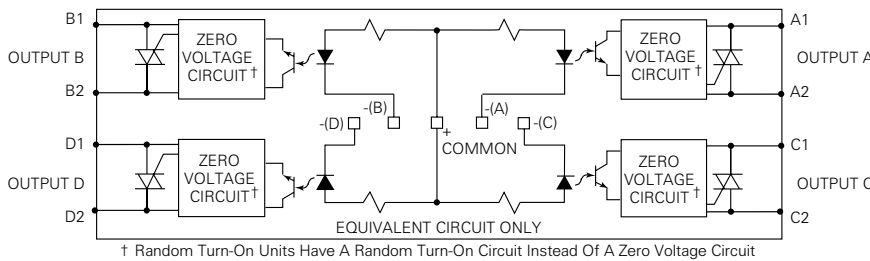 B1
ZERO
VOLTAGE
CIRCUIT†
OUTPUT B
B2
-(B)
-(D)
D1
ZERO
VOLTAGE
CIRCUIT†
OUTPUT D
D2
+
COMMON
EQUIVALENT CIRCUIT ONLY
A1
ZERO
VOLTAGE
CIRCUIT†
OUTPUT A
A2
-(A)
-(C)
C1
ZERO
VOLTAGE
CIRCUIT†
OUTPUT C
C2
† Random Turn-On Units Have A Random Turn-On Circuit Instead Of A Zero Voltage Circuit